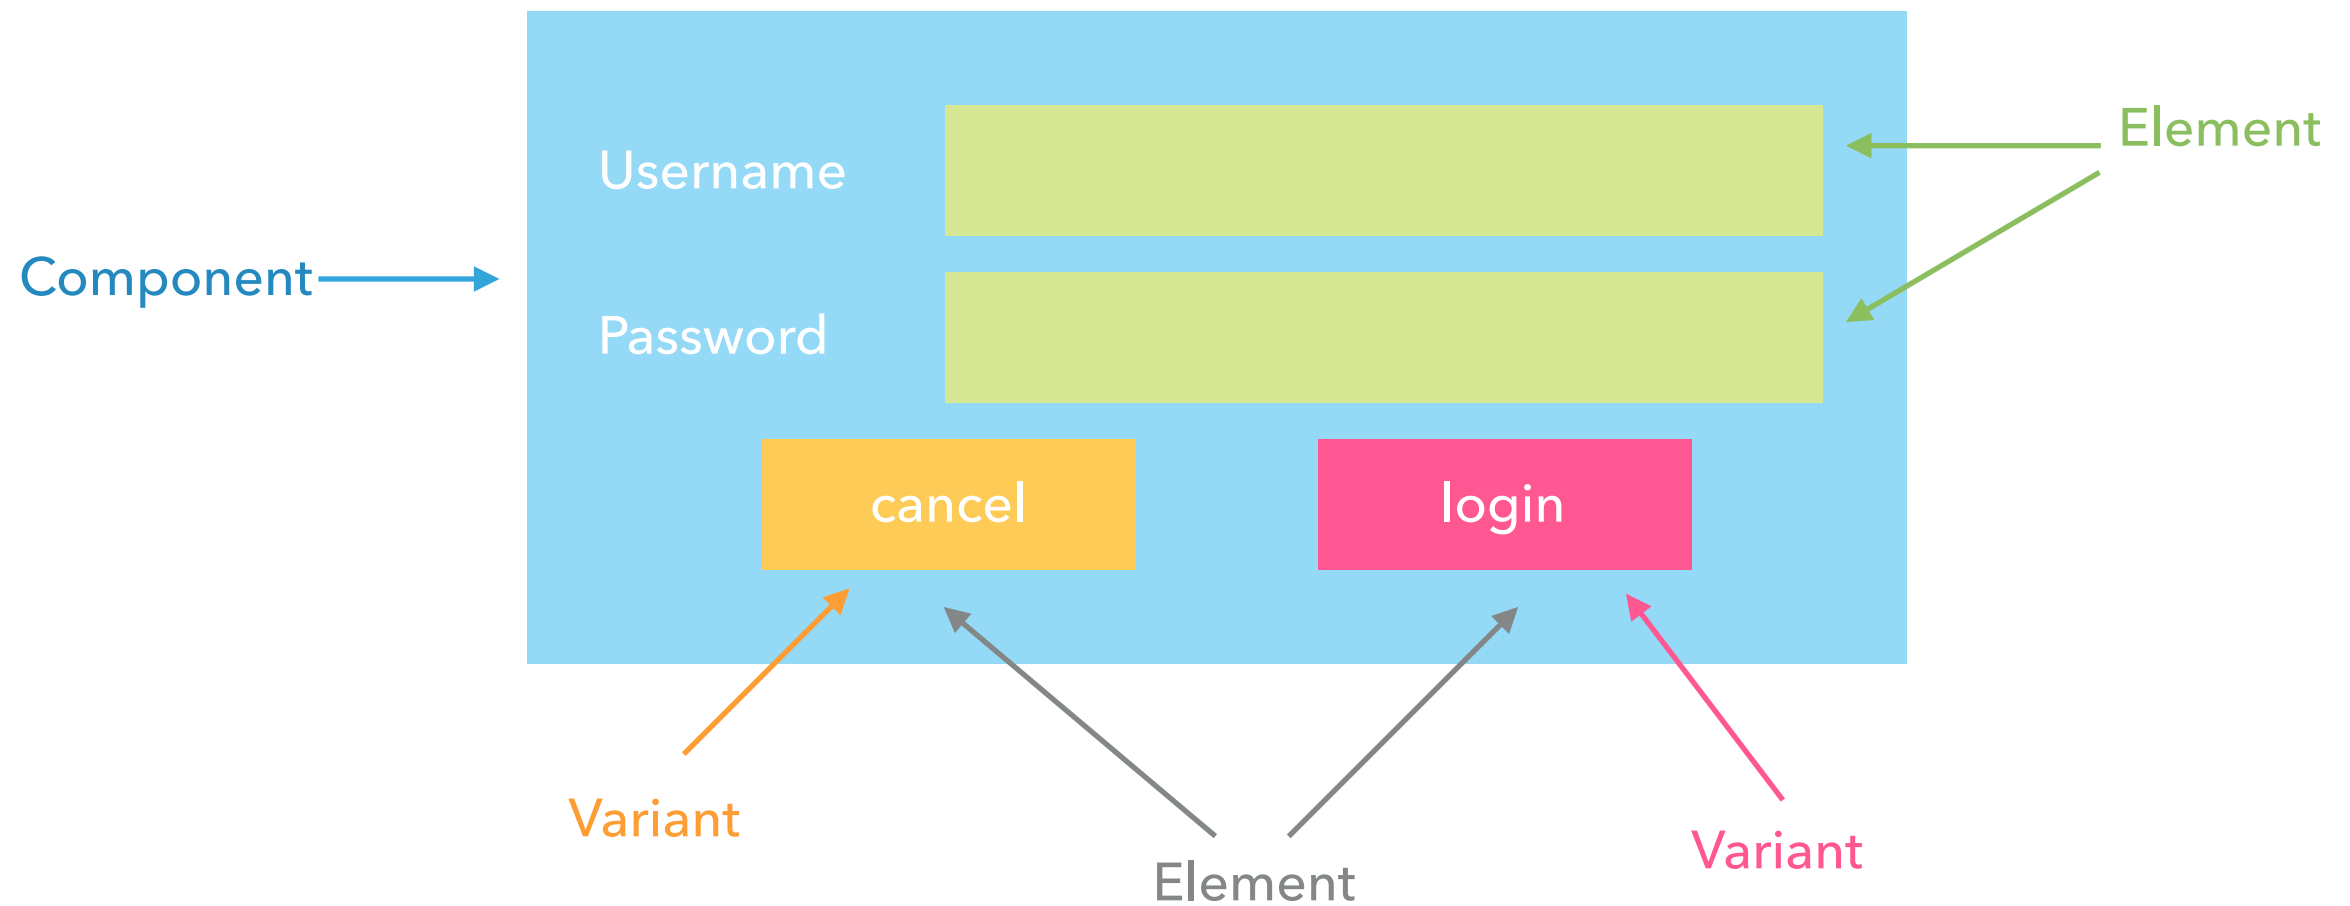 Element
Username
Component
Password
cancel
login
Variant
Variant
Element